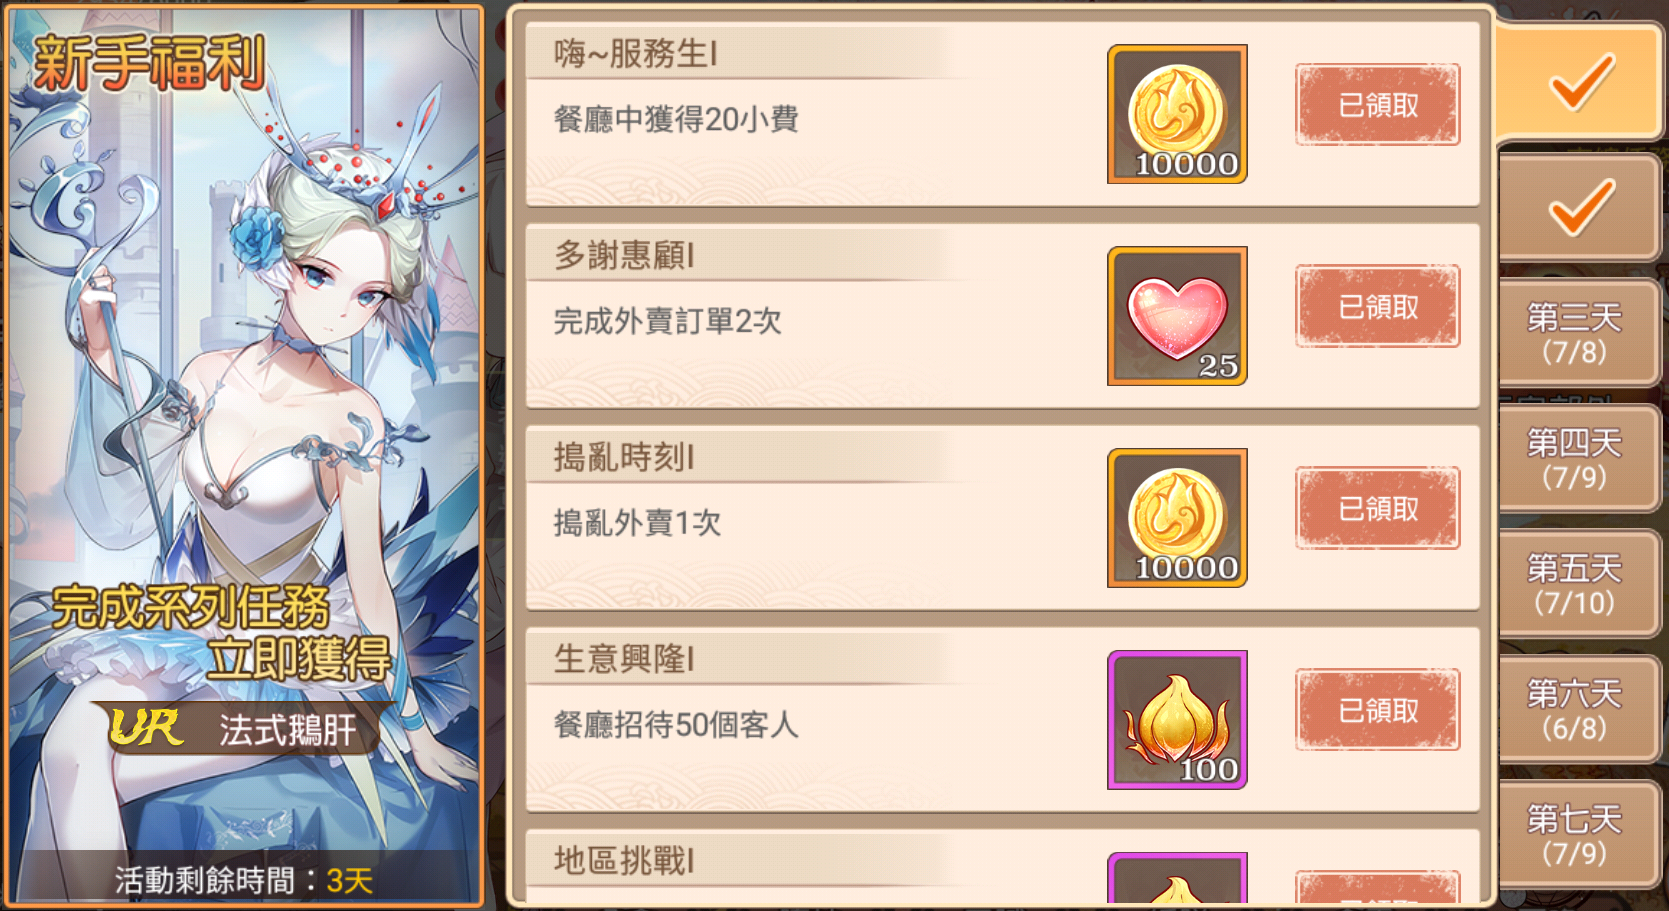 新手福利
完成系列任務
立即獲得
UR 法式鵝肝
活動剩餘時間：3天
嗨~服務生I
餐廳中獲得20小費
10000
已領取
多謝惠顧I
完成外賣訂單2次
25
已領取
搗亂時刻I
搗亂外賣1次
10000
已領取
生意興隆I
餐廳招待50個客人
100
已領取
地區挑戰I
第三天
(7/8)
第四天
(7/9)
第五天
(7/10)
第六天
(6/8)
第七天
(7/9)